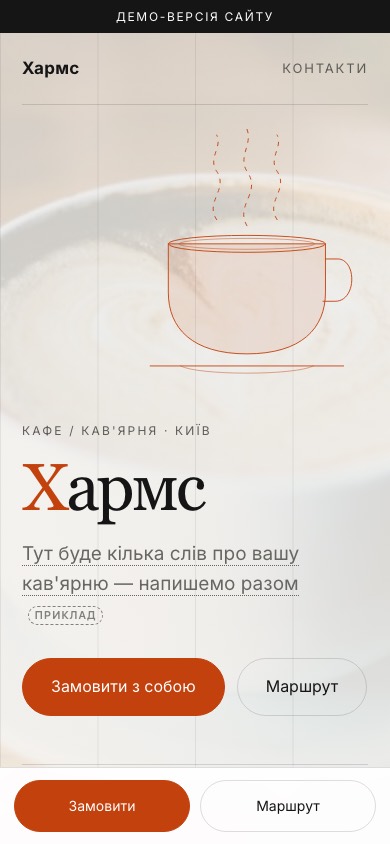 ДЕМО-ВЕРСІЯ САЙТУ
Хармс
КОНТАКТИ
КАФЕ / КАВ'ЯРНЯ · КИЇВ
Хармс
Тут буде кілька слів про вашу
кав'ярню — напишемо разом
ПРИКЛАД
Замовити з собою
Маршрут
Замовити
Маршрут